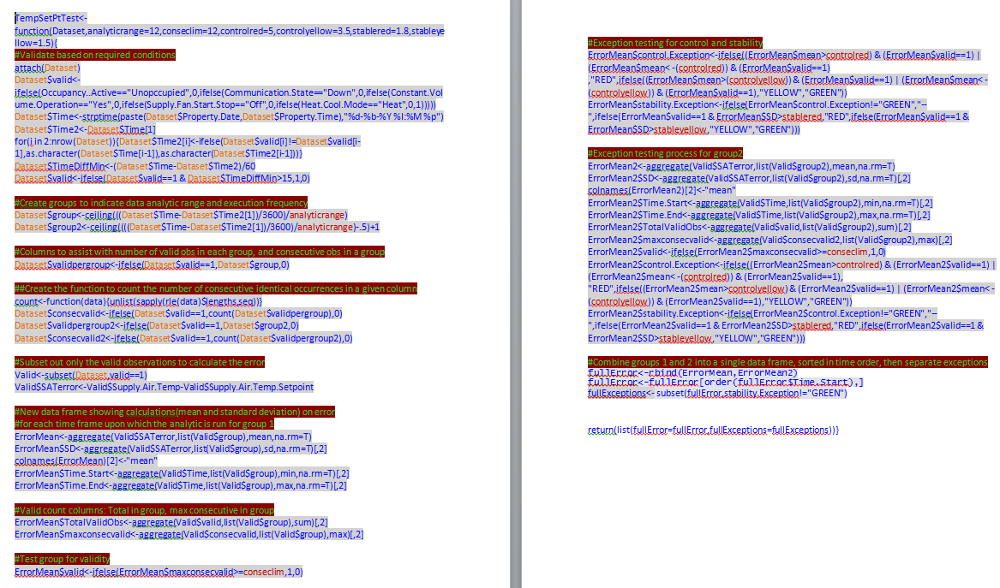 TempSetPtTest<-
function(Dataset,analyticrange=12,conseclim=12,controlred=5,controlyellow=3.5,stablered=1.8,stableye
llow=1.5){
#Validate based on required conditions
attach(Dataset)
Dataset$valid<-
ifelse(Occupancy..Active=="Unopccupied",0,ifelse(Communication.State=="Down",0,ifelse(Constant.Vol
ume.Operation=="Yes",0,ifelse(Supply.Fan.Start.Stop=="Off",0,ifelse(Heat.Cool.Mode=="Heat",0,1)))))
Dataset$Time<-strptime(paste(Dataset$Property.Date,Dataset$Property.Time),"%d-%b-%Y %I:%M %p")
Dataset$Time2<-Dataset$Time[1]
for(i in 2:nrow(Dataset)){Dataset$Time2[i]<-ifelse(Dataset$valid[i]!=Dataset$valid[i-
1],as.character(Dataset$Time[i-1]),as.character(Dataset$Time2[i-1]))}
Dataset$TimeDiffMin<-(Dataset$Time-Dataset$Time2)/60
Dataset$valid<-ifelse(Dataset$valid==1 & Dataset$TimeDiffMin>15,1,0)
#Create groups to indicate data analytic range and execution frequency
Dataset$group<-ceiling(((Dataset$Time-Dataset$Time2[1])/3600)/analyticrange)
Dataset$group2<-ceiling((((Dataset$Time-Dataset$Time2[1])/3600)/analyticrange)-.5)+1
#Columns to assist with number of valid obs in each group, and consecutive obs in a group
Dataset$validpergroup<-ifelse(Dataset$valid==1,Dataset$group,0)
##Create the function to count the number of consecutive identical occurrences in a given column
count<-function(data){unlist(sapply(rle(data)$lengths,seq))}
Dataset$consecvalid<-ifelse(Dataset$valid==1,count(Dataset$validpergroup),0)
Dataset$validpergroup2<-ifelse(Dataset$valid==1,Dataset$group2,0)
Dataset$consecvalid2<-ifelse(Dataset$valid==1,count(Dataset$validpergroup2),0)
#Subset out only the valid observations to calculate the error
Valid<-subset(Dataset,valid==1)
Valid$SATerror<-Valid$Supply.Air.Temp-Valid$Supply.Air.Temp.Setpoint
#New data frame showing calculations(mean and standard deviation) on error
#for each time frame upon which the analytic is run for group 1
ErrorMean<-aggregate(Valid$SATerror,list(Valid$group),mean,na.rm=T)
ErrorMean$SD<-aggregate(Valid$SATerror,list(Valid$group),sd,na.rm=T)[,2]
colnames(ErrorMean)[2]<-"mean"
ErrorMean$Time.Start<-aggregate(Valid$Time,list(Valid$group),min,na.rm=T)[,2]
ErrorMean$Time.End<-aggregate(Valid$Time,list(Valid$group),max,na.rm=T)[,2]
#Valid count columns: Total in group, max consecutive in group
ErrorMean$TotalValidObs<-aggregate(Valid$valid,list(Valid$group),sum)[,2]
ErrorMean$maxconsecvalid<-aggregate(Valid$consecvalid,list(Valid$group),max)[,2]
#Test group for validity
ErrorMean$valid<-ifelse(ErrorMean$maxconsecvalid>=conseclim,1,0)
#Exception testing for control and stability
ErrorMean$control.Exception<-ifelse((ErrorMean$mean>controlred) & (ErrorMean$valid==1) |
(ErrorMean$mean< -(controlred)) & (ErrorMean$valid==1)
,"RED",ifelse((ErrorMean$mean>(controlyellow)) & (ErrorMean$valid==1) | (ErrorMean$mean< -
(controlyellow)) & (ErrorMean$valid==1),"YELLOW","GREEN"))
ErrorMean$stability.Exception<-ifelse(ErrorMean$control.Exception!="GREEN","--
",ifelse(ErrorMean$valid==1 & ErrorMean$SD>stablered,"RED",ifelse(ErrorMean$valid==1 &
ErrorMean$SD>stableyellow,"YELLOW","GREEN")))
#Exception testing process for group2
ErrorMean2<-aggregate(Valid$SATerror,list(Valid$group2),mean,na.rm=T)
ErrorMean2$SD<-aggregate(Valid$SATerror,list(Valid$group2),sd,na.rm=T)[,2]
colnames(ErrorMean2)[2]<-"mean"
ErrorMean2$Time.Start<-aggregate(Valid$Time,list(Valid$group2),min,na.rm=T)[,2]
ErrorMean2$Time.End<-aggregate(Valid$Time,list(Valid$group2),max,na.rm=T)[,2]
ErrorMean2$TotalValidObs<-aggregate(Valid$valid,list(Valid$group2),sum)[,2]
ErrorMean2$maxconsecvalid<-aggregate(Valid$consecvalid2,list(Valid$group2),max)[,2]
ErrorMean2$valid<-ifelse(ErrorMean2$maxconsecvalid>=conseclim,1,0)
ErrorMean2$control.Exception<-ifelse((ErrorMean2$mean>controlred) & (ErrorMean2$valid==1) |
(ErrorMean2$mean< -(controlred)) & (ErrorMean2$valid==1),
"RED",ifelse((ErrorMean2$mean>controlyellow) & (ErrorMean2$valid==1) | (ErrorMean2$mean< -
(controlyellow)) & (ErrorMean2$valid==1),"YELLOW","GREEN"))
ErrorMean2$stability.Exception<-ifelse(ErrorMean2$control.Exception!="GREEN","--
",ifelse(ErrorMean2$valid==1 & ErrorMean2$SD>stablered,"RED",ifelse(ErrorMean2$valid==1 &
ErrorMean2$SD>stableyellow,"YELLOW","GREEN")))
#Combine groups 1 and 2 into a single data frame, sorted in time order, then separate exceptions
fullError<-rbind(ErrorMean,ErrorMean2)
fullError<-fullError[order(fullError$Time.Start),]
fullExceptions<- subset(fullError,stability.Exception!="GREEN")
return(list(fullError=fullError,fullExceptions=fullExceptions))}